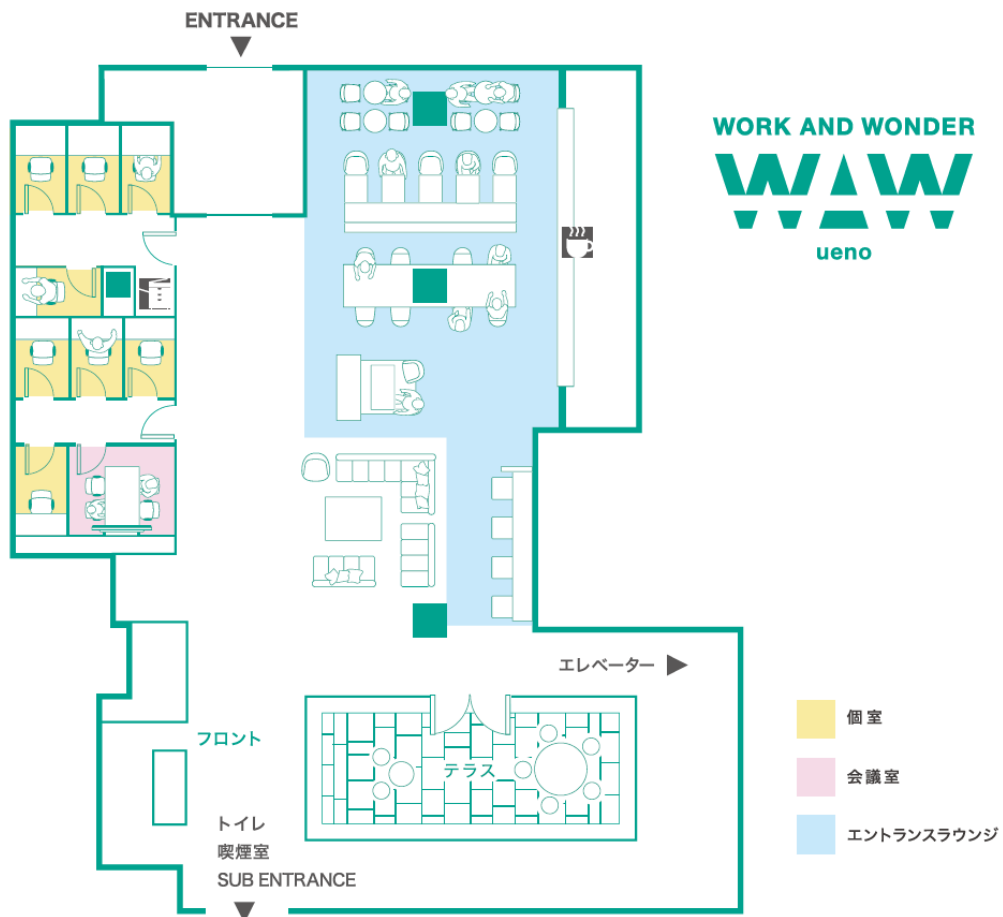 ENTRANCE
WORK AND WONDER
WAW
ueno
エレベーター
フロント
テラス
トイレ
喫煙室
SUB ENTRANCE
個室
会議室
エントランスラウンジ